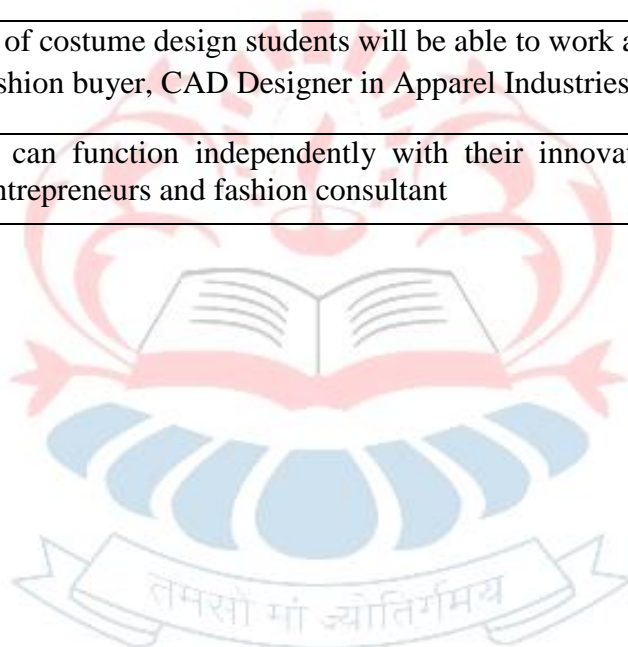 of costume design students will be able to work a
shion buyer, CAD Designer in Apparel Industries
can function independently with their innovat
ntrepreneurs and fashion consultant
तमसो मां ज्योतिर्गमय